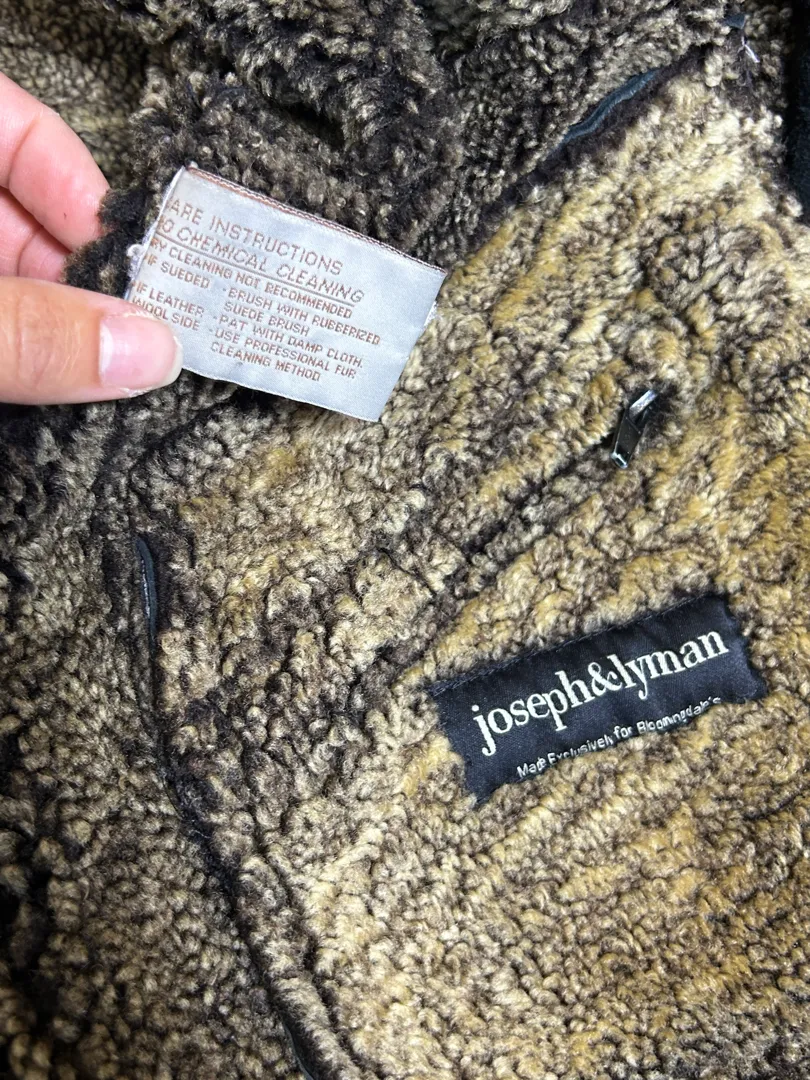 ARE INSTRUCTIONS
O CHEMICAL CLEANING
RY CLEANING NOT RECOMMENDED
IF SUEDED - BRUSH WITH RUBBERIZED
SUEDE BRUSH
IF LEATHER - PAT WITH DAMP CLOTH
WOOL SIDE - USE PROFESSIONAL FUR
CLEANING METHOD
joseph&lyman
Made Exclusively for Bloomingdale's